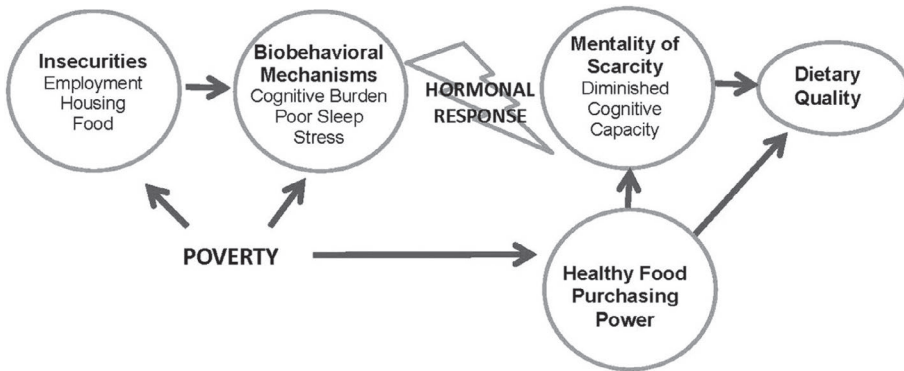 Insecurities
Employment
Housing
Food
Biobehavioral
Mechanisms
Cognitive Burden
Poor Sleep
Stress
HORMONAL
RESPONSE
Mentality of
Scarcity
Diminished
Cognitive
Capacity
Dietary
Quality
POVERTY
Healthy Food
Purchasing
Power